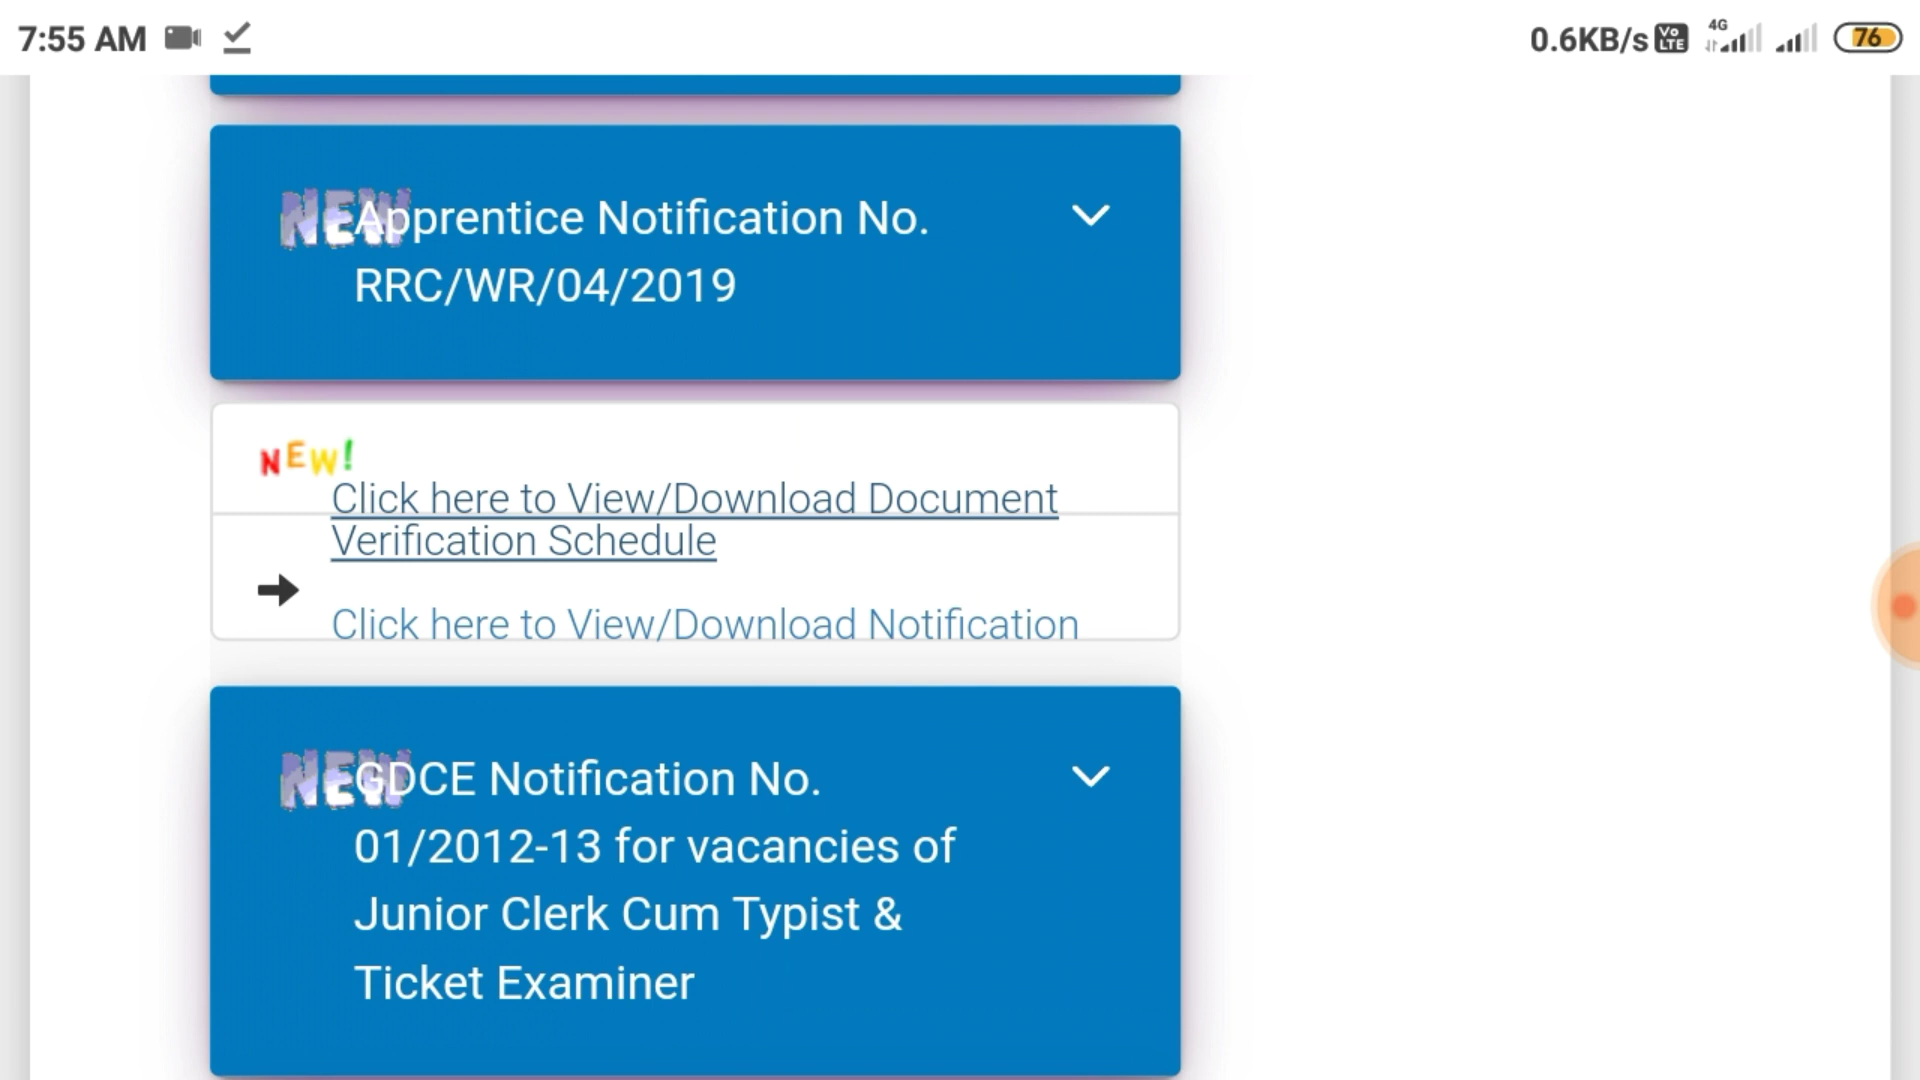 7:55 AM
0.6KB/s Vo LTE 4G 76
NEW Apprentice Notification No.
RRC/WR/04/2019
NEW!
Click here to View/Download Document
Verification Schedule
Click here to View/Download Notification
NEW GDCE Notification No.
01/2012-13 for vacancies of
Junior Clerk Cum Typist &
Ticket Examiner